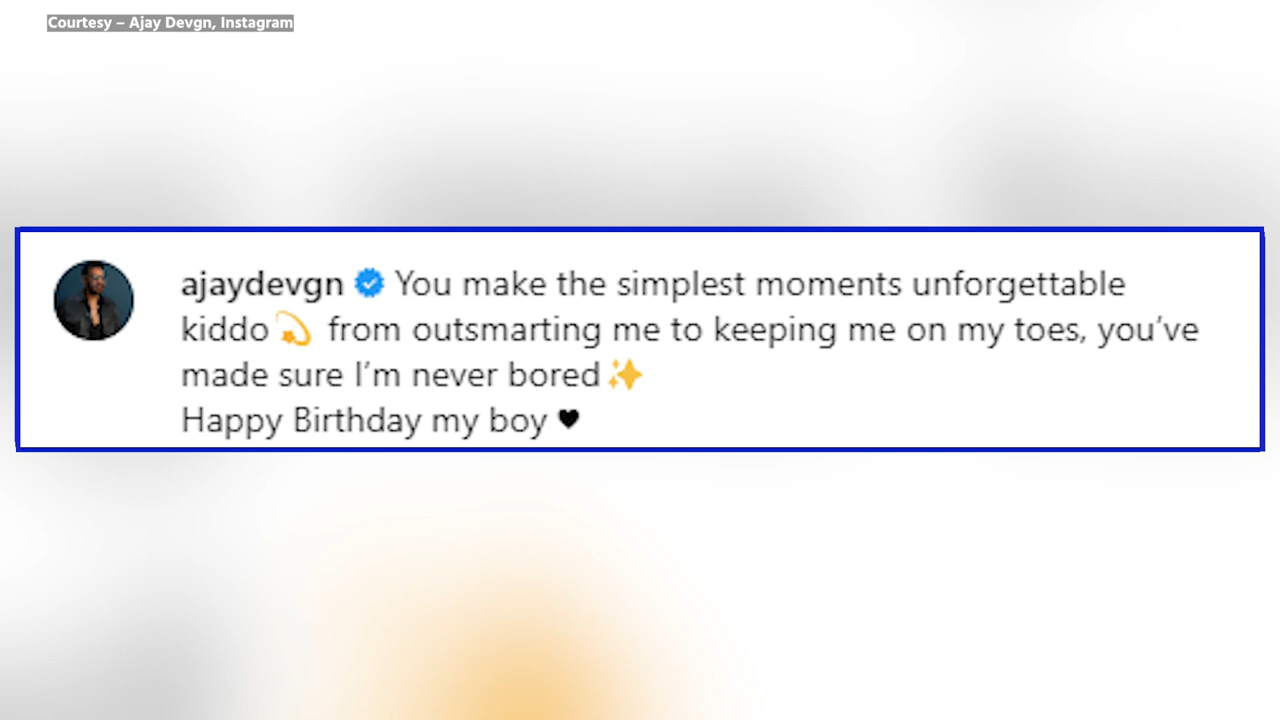 Courtesy – Ajay Devgn, Instagram
ajaydevgn You make the simplest moments unforgettable
kiddo💫 from outsmarting me to keeping me on my toes, you’ve
made sure I’m never bored✨
Happy Birthday my boy ♥